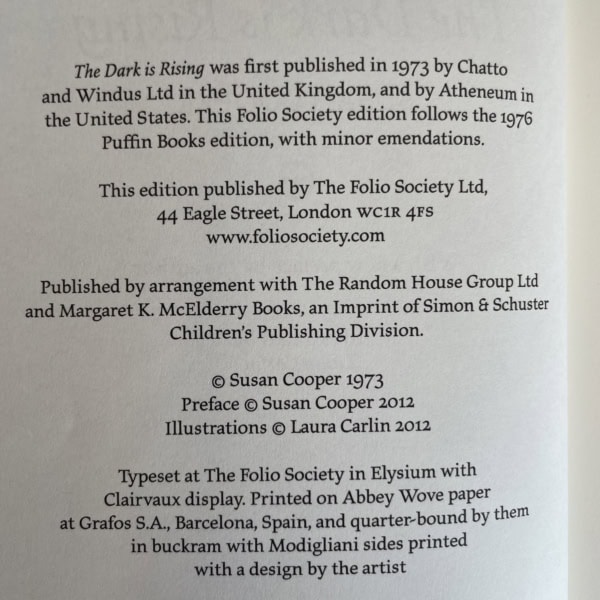 The Dark is Rising was first published in 1973 by Chatto
and Windus Ltd in the United Kingdom, and by Atheneum in
the United States. This Folio Society edition follows the 1976
Puffin Books edition, with minor emendations.
This edition published by The Folio Society Ltd,
44 Eagle Street, London WC1R 4FS
www.foliosociety.com
Published by arrangement with The Random House Group Ltd
and Margaret K. McElderry Books, an Imprint of Simon & Schuster
Children's Publishing Division.
© Susan Cooper 1973
Preface © Susan Cooper 2012
Illustrations © Laura Carlin 2012
Typeset at The Folio Society in Elysium with
Clairvaux display. Printed on Abbey Wove paper
at Grafos S.A., Barcelona, Spain, and quarter-bound by them
in buckram with Modigliani sides printed
with a design by the artist